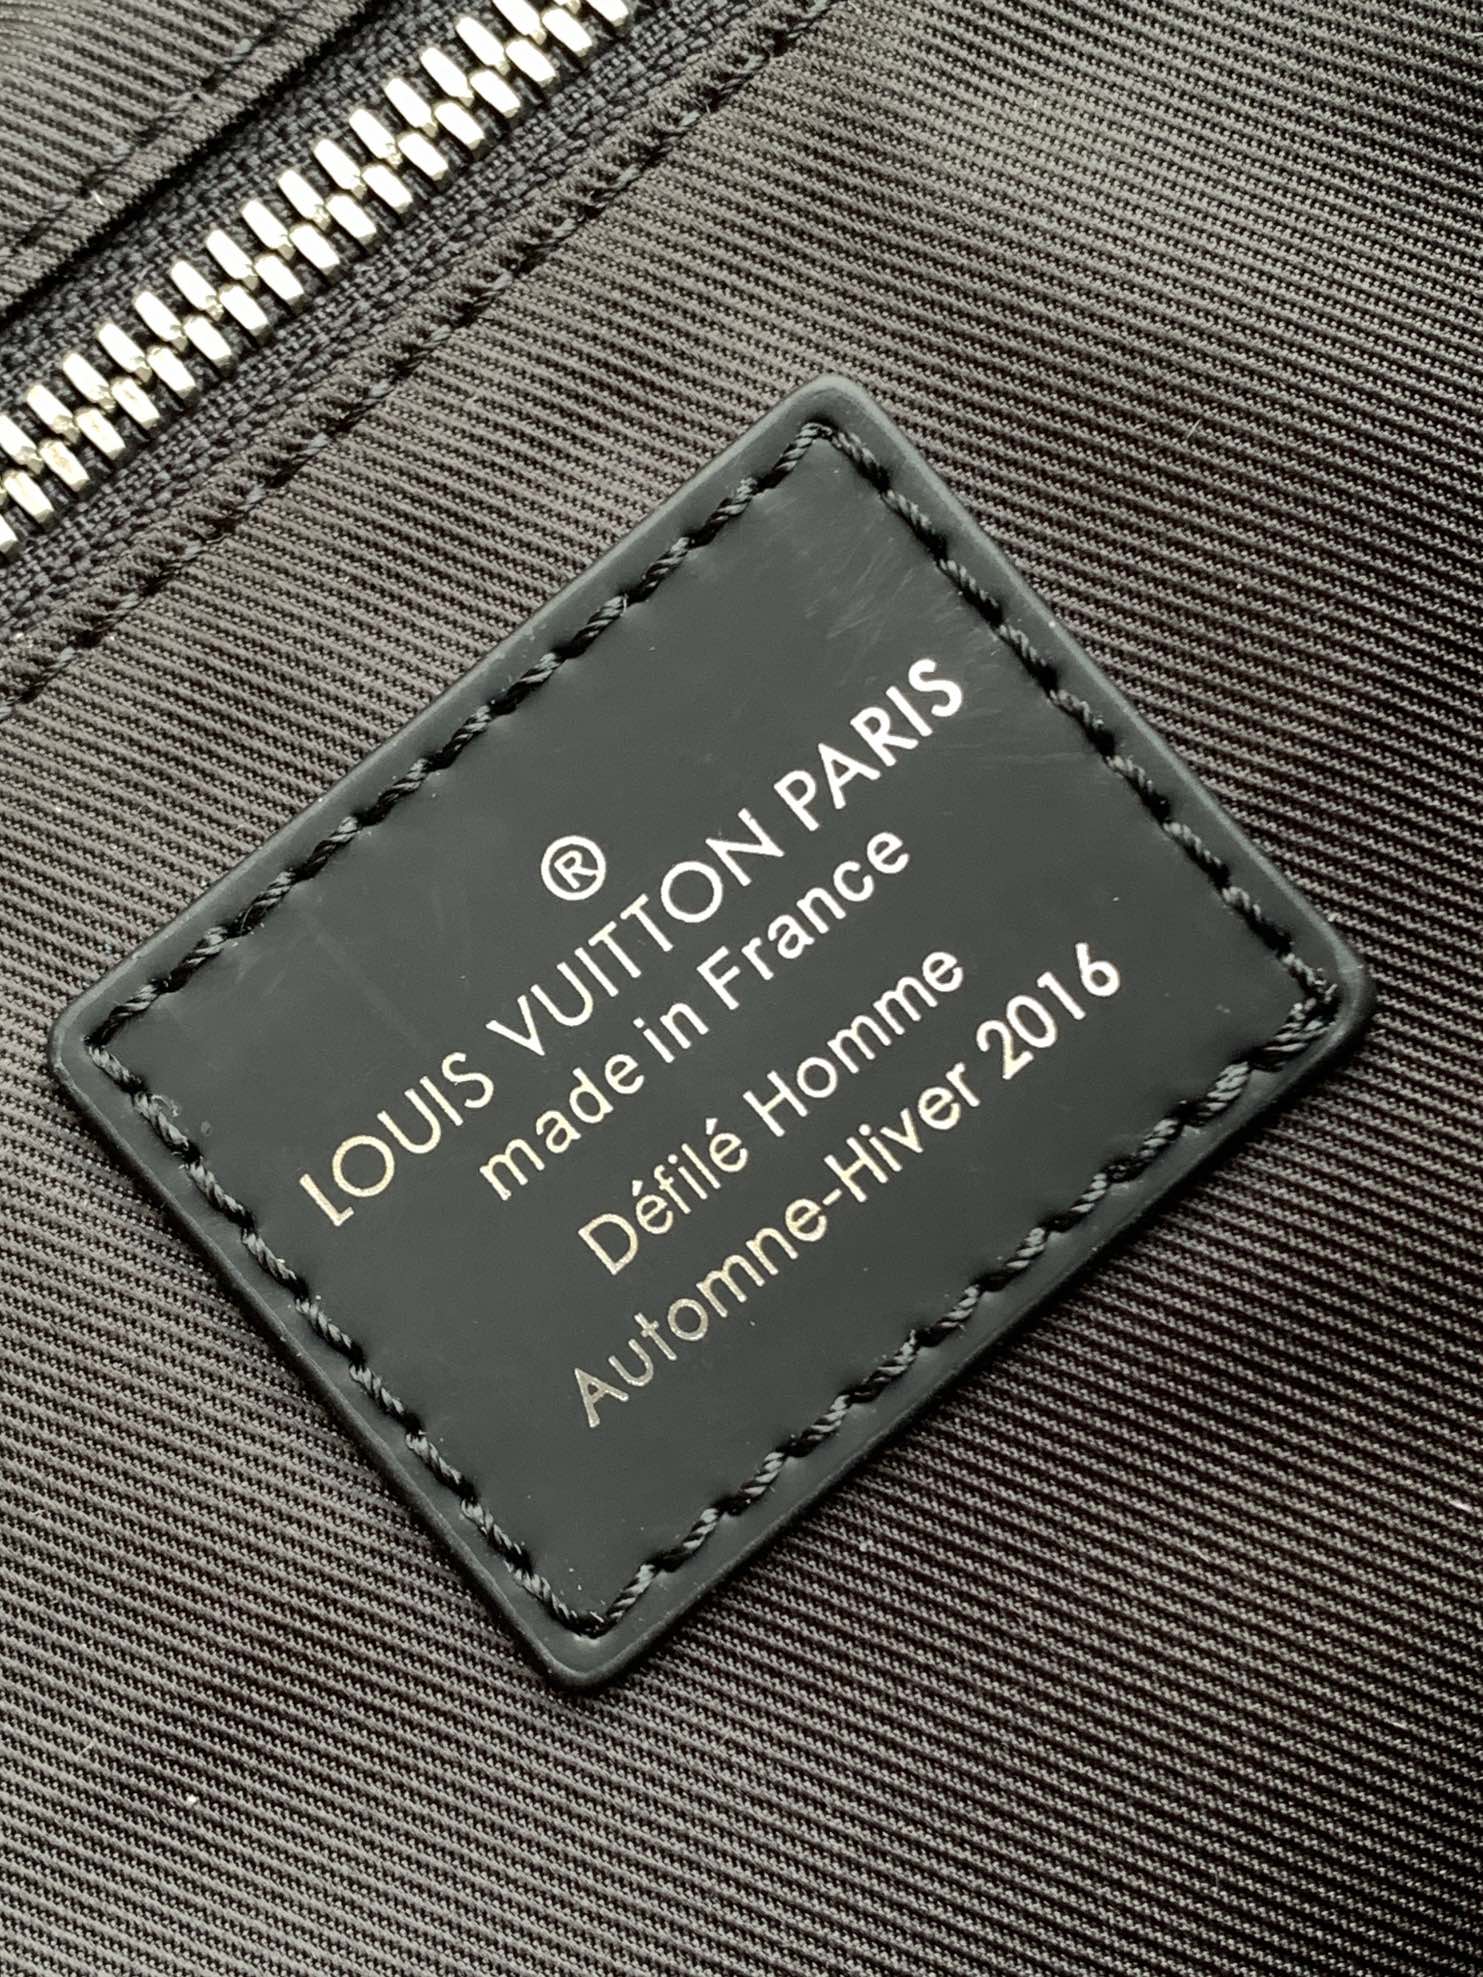 ®
LOUIS VUITTON PARIS
made in France
Défilé Homme
Automne-Hiver 2016